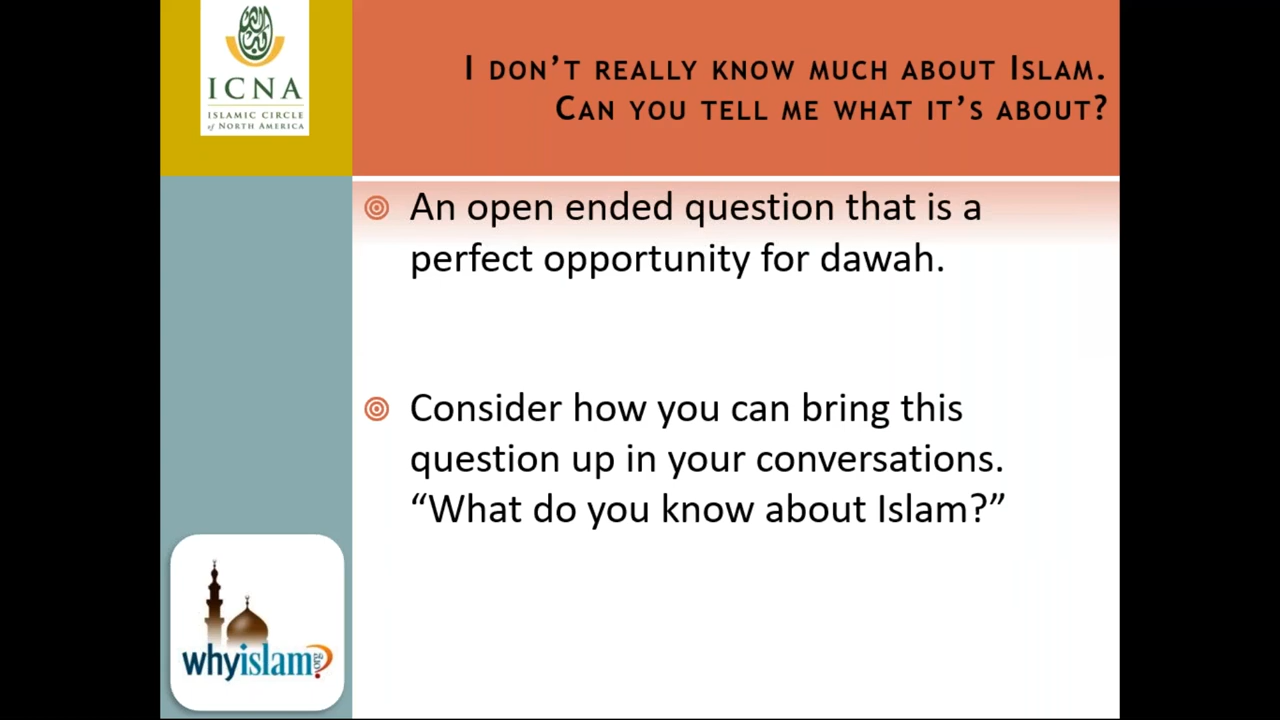 ICNA
ISLAMIC CIRCLE
of NORTH AMERICA
I DON’T REALLY KNOW MUCH ABOUT ISLAM.
CAN YOU TELL ME WHAT IT’S ABOUT?
An open ended question that is a
perfect opportunity for dawah.
Consider how you can bring this
question up in your conversations.
“What do you know about Islam?”
whyislam?.org